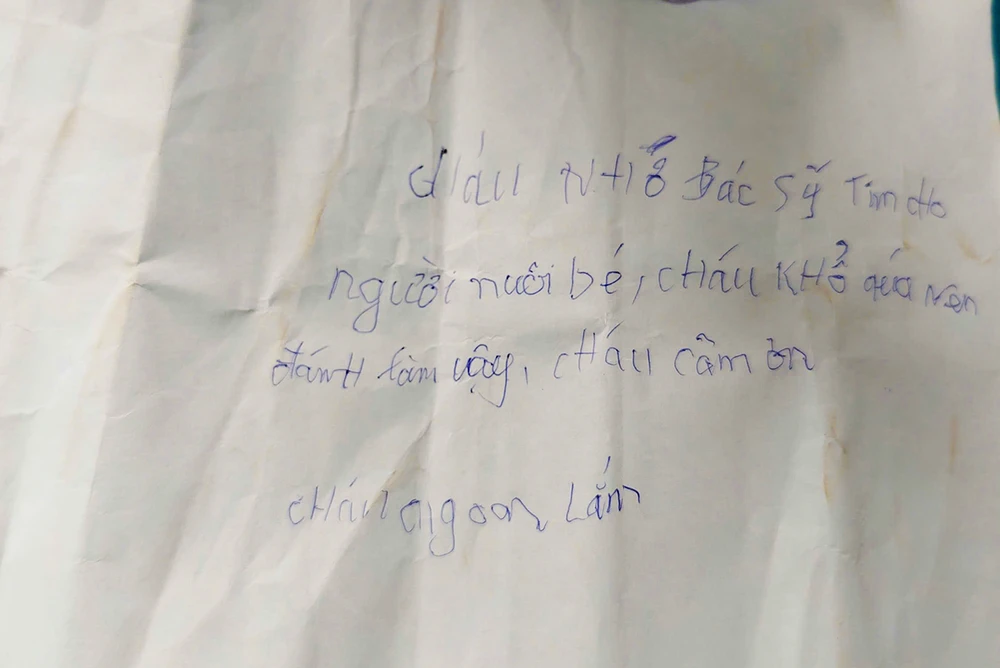 cháu NHỜ Bác Sỹ Tìm cho
người nuôi bé, cháu KHổ quá nên
đánH làm vậy, cHáu cãm ơn
cHáu ngoan Lắm